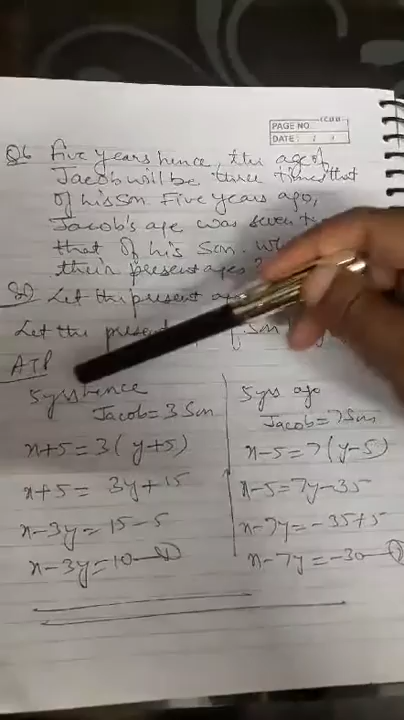 PAGE NO.
DATE
Q6 Five years hence, the age of
Jacob will be three times that
of his son. Five years ago,
Jacob's age was seven
that of his son.
their present ages ?
Sol Let the present
Let the present Son
ATP
5 yrs hence
Jacob = 3 Son
x+5 = 3(y+5)
x+5 = 3y+15
x-3y = 15-5
x-3y = 10
5 yrs ago
Jacob = 7 Son
x-5 = 7(y-5)
x-5 = 7y-35
x-7y = -35+5
x-7y = -30